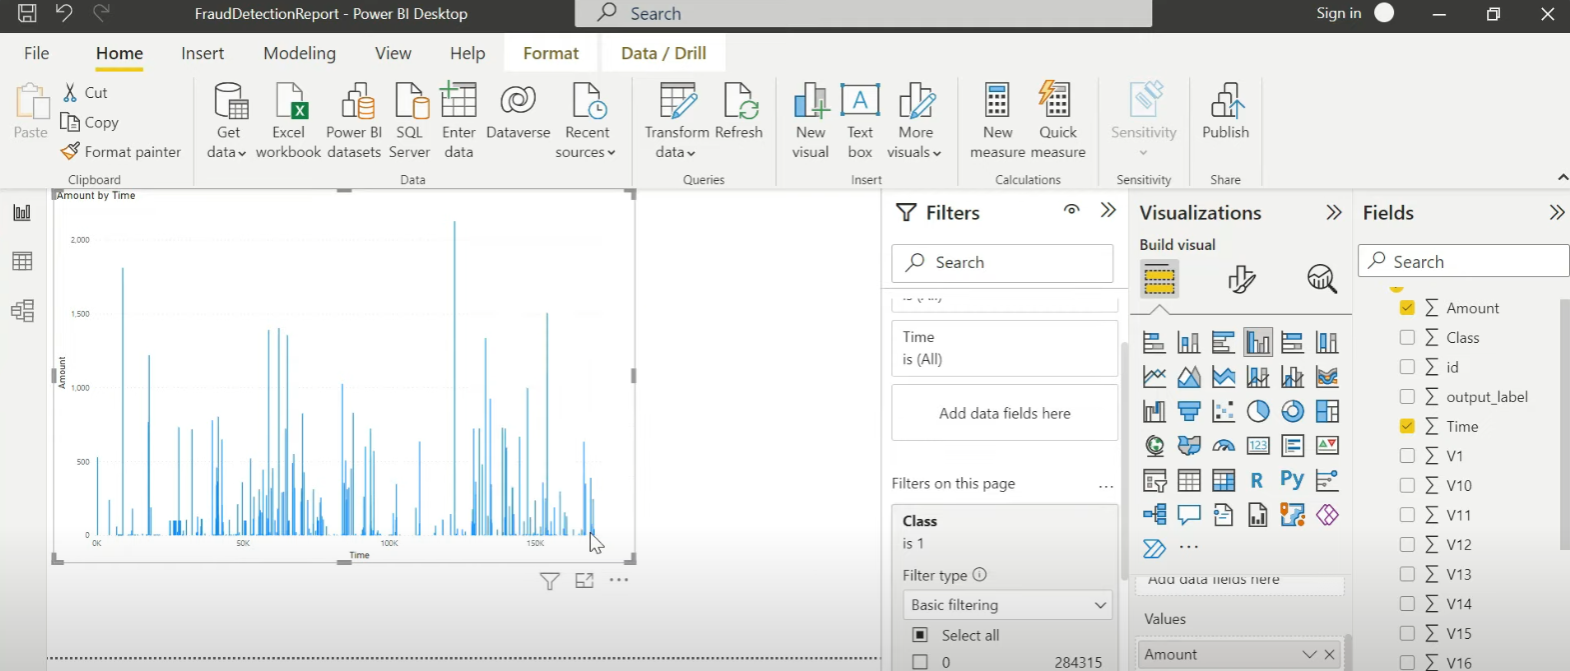 FraudDetectionReport - Power BI Desktop
Search
Sign in
File
Home
Insert
Modeling
View
Help
Format
Data / Drill
Paste
Cut
Copy
Format painter
Clipboard
Get data
Excel workbook
Power BI datasets
SQL Server
Enter data
Dataverse
Recent sources
Data
Transform data
Refresh
Queries
New visual
Text box
More visuals
Insert
New measure
Quick measure
Calculations
Sensitivity
Sensitivity
Publish
Share
Amount by Time
2,000
1,500
1,000
500
0
Amount
0K
50K
100K
150K
Time
Filters
Search
is (All)
Time
is (All)
Add data fields here
Filters on this page
...
Class
is 1
Filter type
Basic filtering
Select all
0 284315
Visualizations
Build visual
123
R
Py
...
Add data fields here
Values
Amount
Fields
Search
Amount
Class
id
output_label
Time
V1
V10
V11
V12
V13
V14
V15
V16